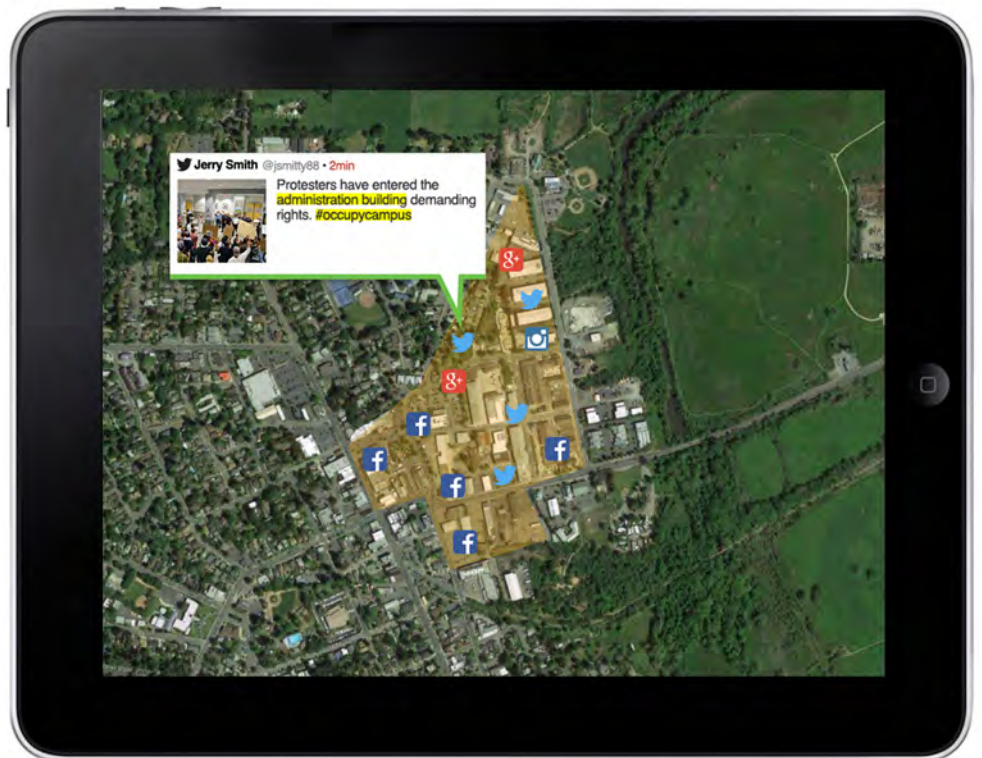 Jerry Smith @jsmitty88 • 2min
Protesters have entered the
administration building demanding
rights. #occupycampus
g+
g+
f
f
f
f
f